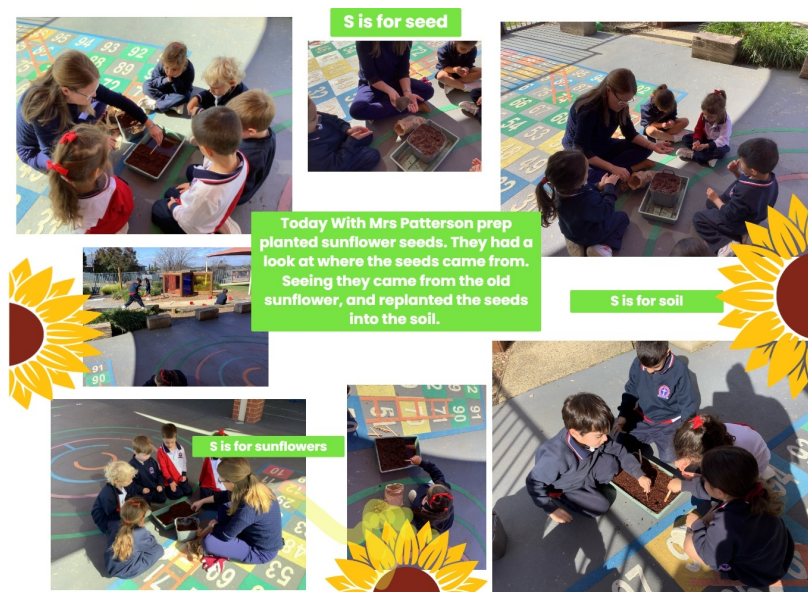 S is for seed
Today With Mrs Patterson prep
planted sunflower seeds. They had a
look at where the seeds came from.
Seeing they came from the old
sunflower, and replanted the seeds
into the soil.
S is for soil
S is for sunflowers